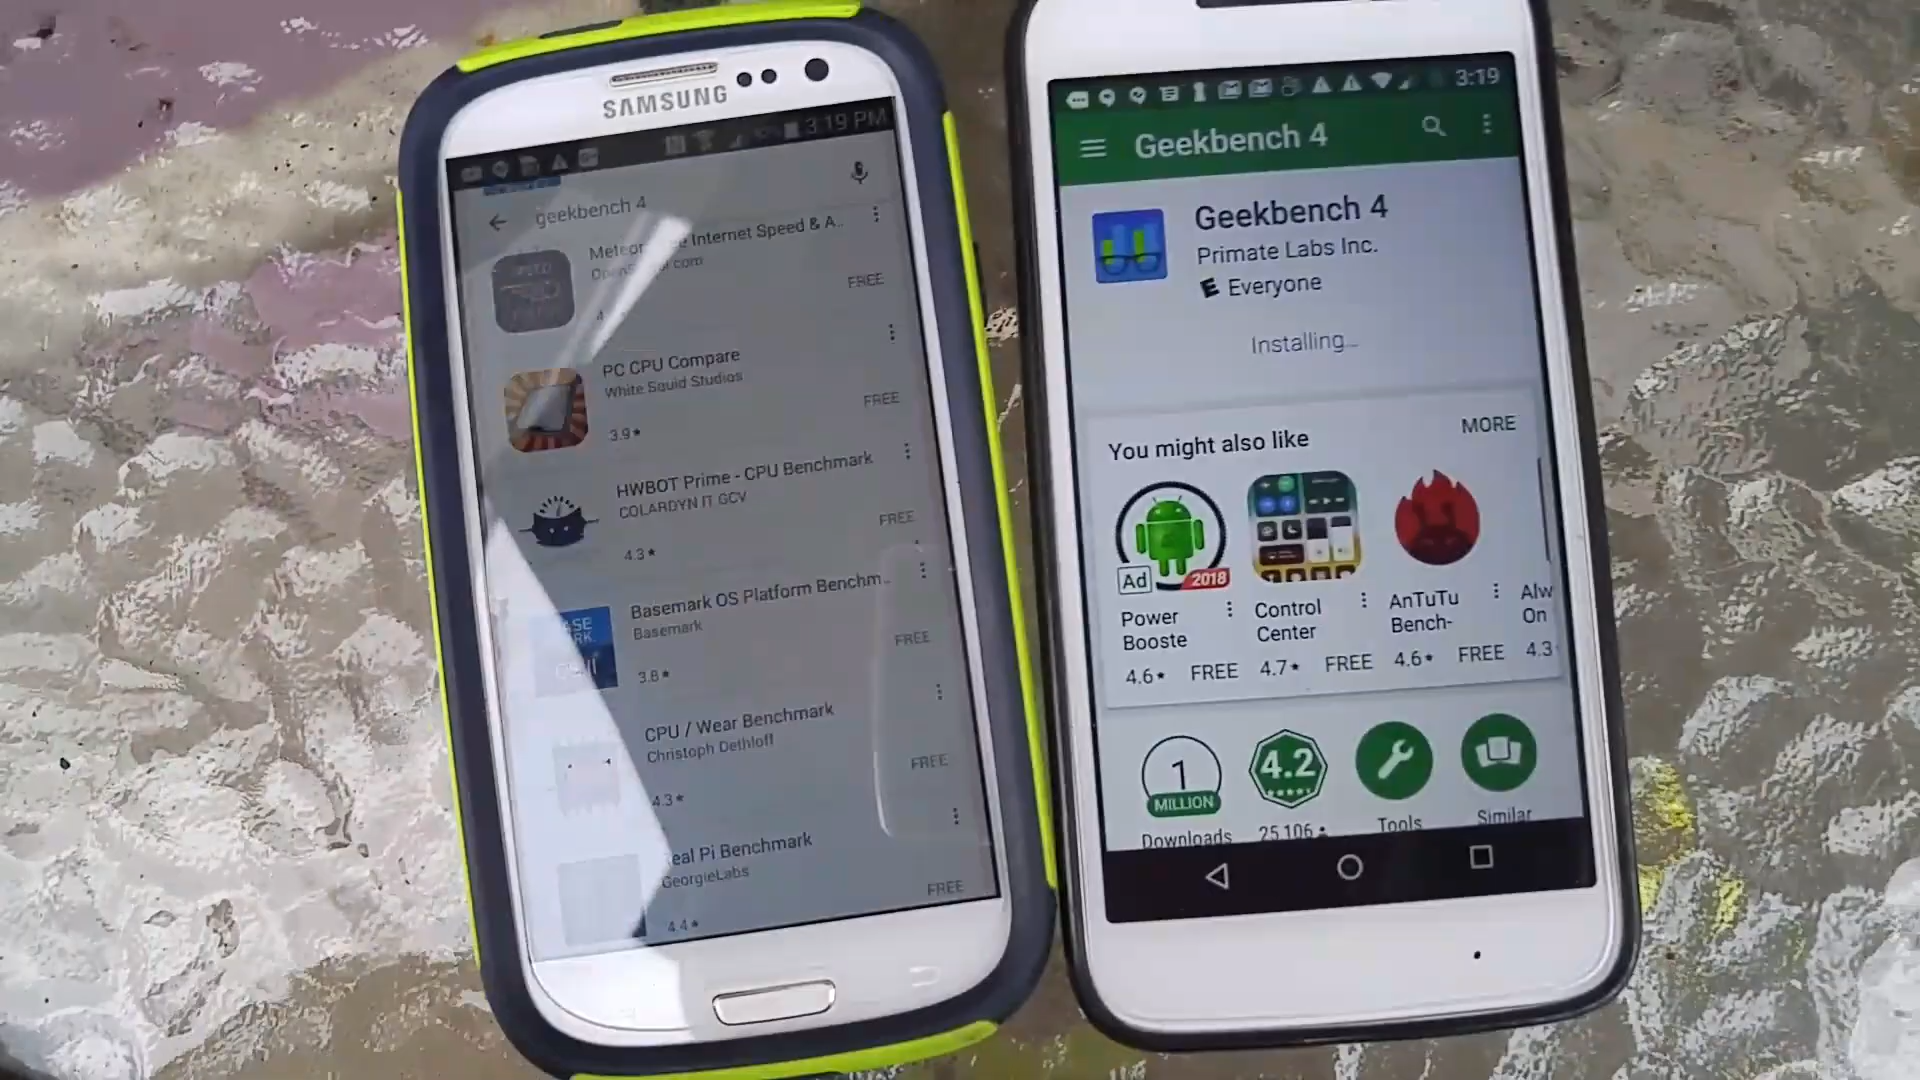 SAMSUNG
3:19 PM
geekbench 4
Internet Speed & A..
FREE
PC CPU Compare
White Squid Studios
FREE
3.9★
HWBOT Prime - CPU Benchmark
COLARDYN IT GCV
FREE
4.3★
Basemark OS Platform Benchm..
Basemark
FREE
3.8★
CPU / Wear Benchmark
Christoph Dethloff
FREE
4.3★
eal Pi Benchmark
GeorgieLabs
FREE
4.4★
3:19
Geekbench 4
Geekbench 4
Primate Labs Inc.
E Everyone
Installing...
You might also like
MORE
Ad
2018
Power
Booste
4.6★ FREE
Control
Center
4.7★ FREE
AnTuTu
Bench-
4.6★ FREE
Alw
On
4.3
1
MILLION
Downloads
4.2
25,106
Tools
Similar